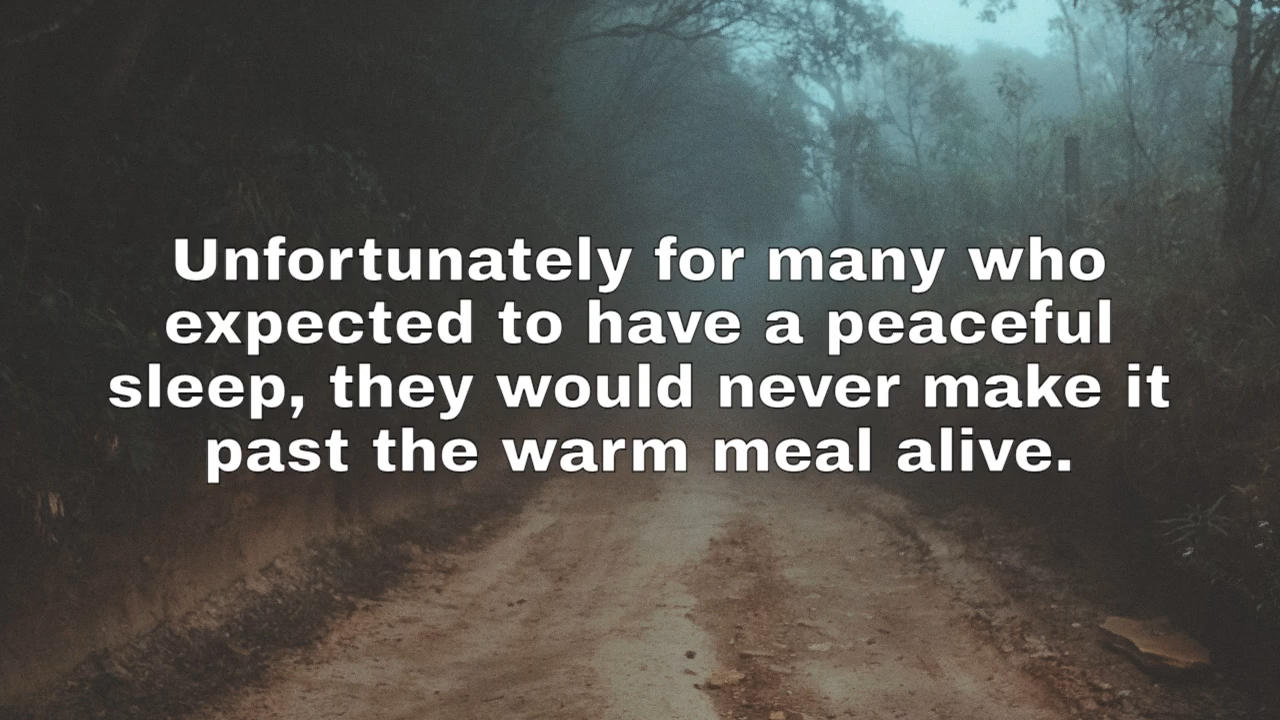 Unfortunately for many who
expected to have a peaceful
sleep, they would never make it
past the warm meal alive.